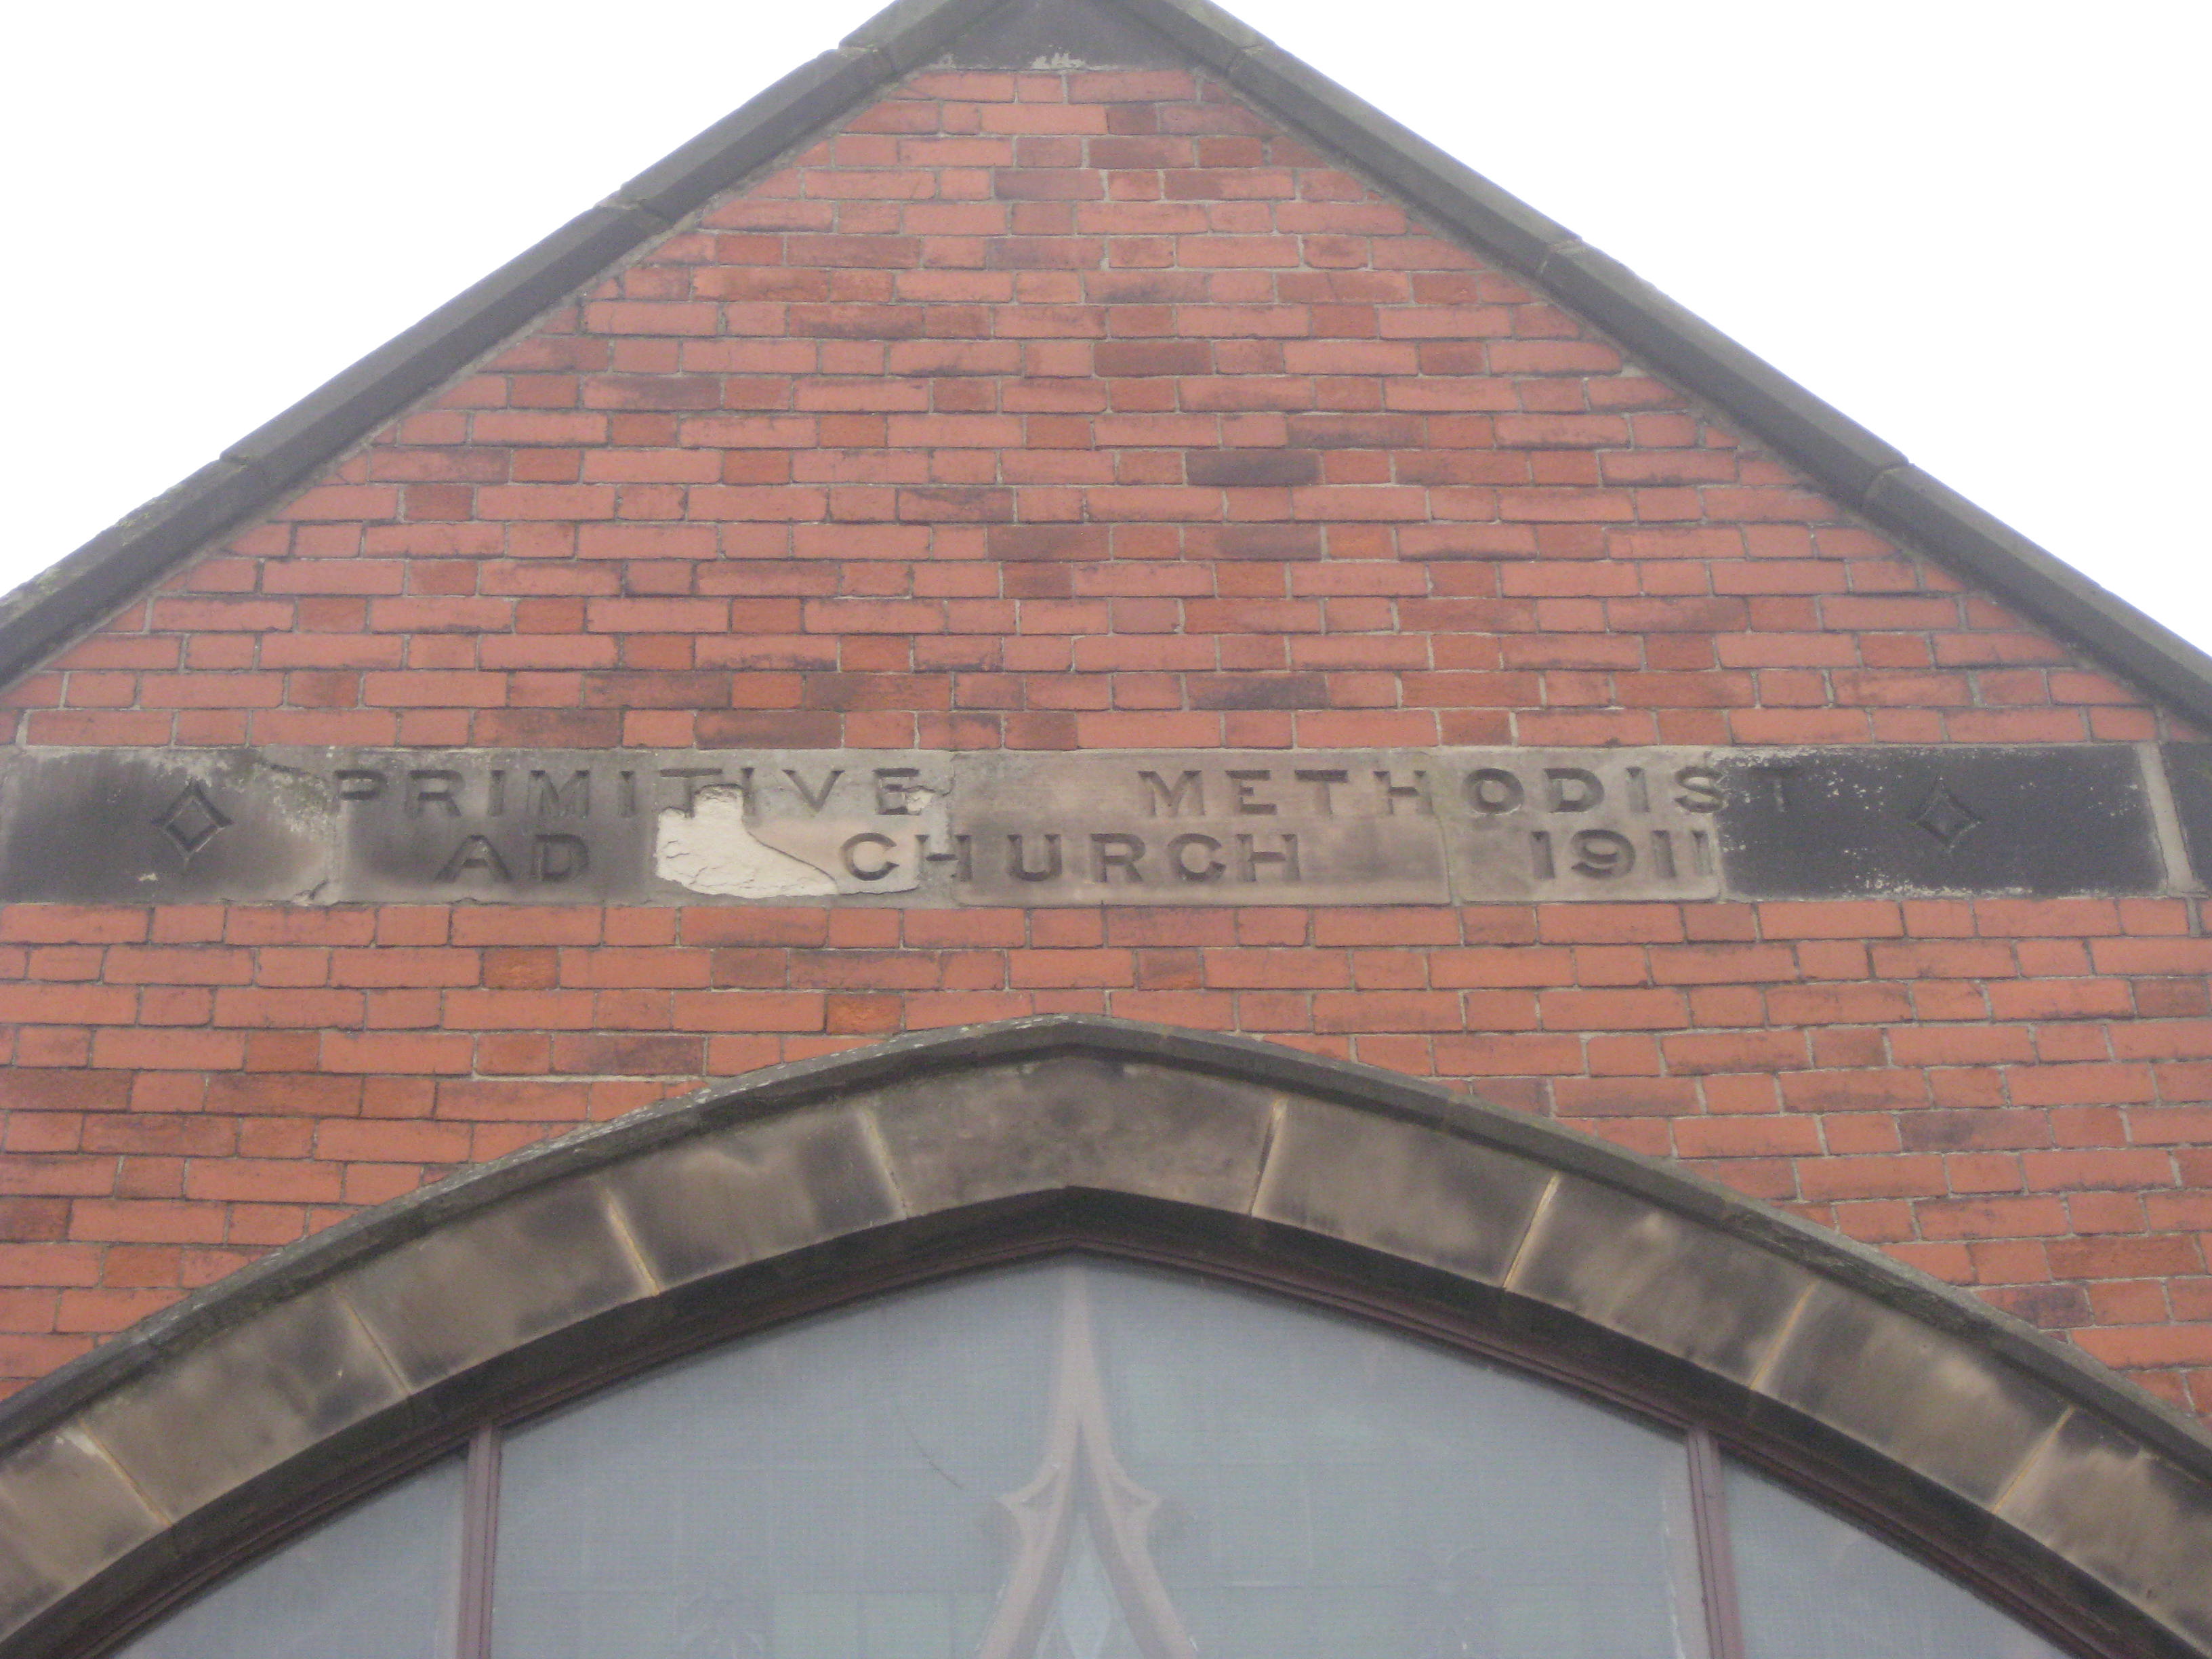 PRIMITIVE METHODIST
AD CHURCH 1911